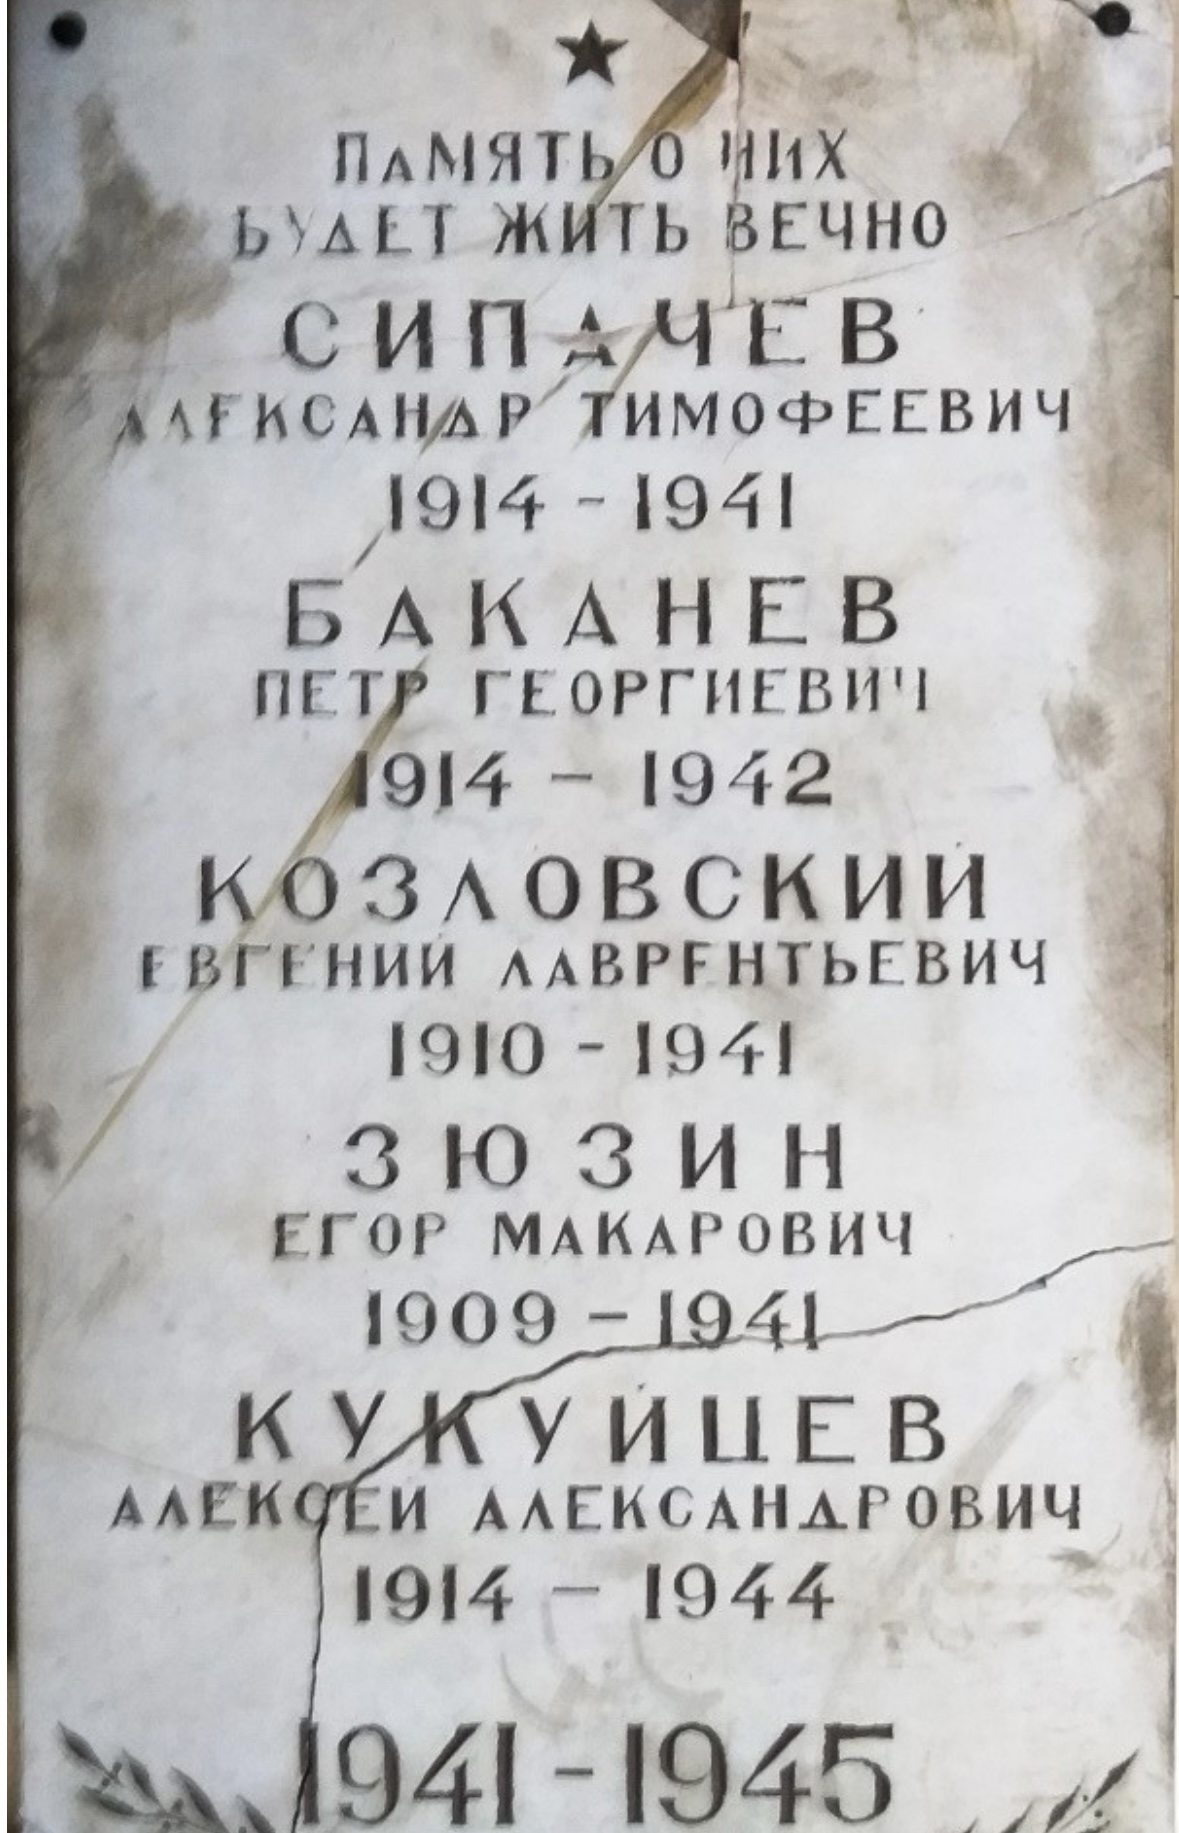 ПАМЯТЬ О НИХ
БУДЕТ ЖИТЬ ВЕЧНО
СИПАЧЕВ
АЛЕКСАНДР ТИМОФЕЕВИЧ
1914 - 1941
БАКАНЕВ
ПЕТР ГЕОРГИЕВИЧ
1914 - 1942
КОЗЛОВСКИЙ
ЕВГЕНИЙ ЛАВРЕНТЬЕВИЧ
1910 - 1941
ЗЮЗИН
ЕГОР МАКАРОВИЧ
1909 - 1941
КУКУЙЦЕВ
АЛЕКСЕЙ АЛЕКСАНДРОВИЧ
1914 - 1944
1941 - 1945